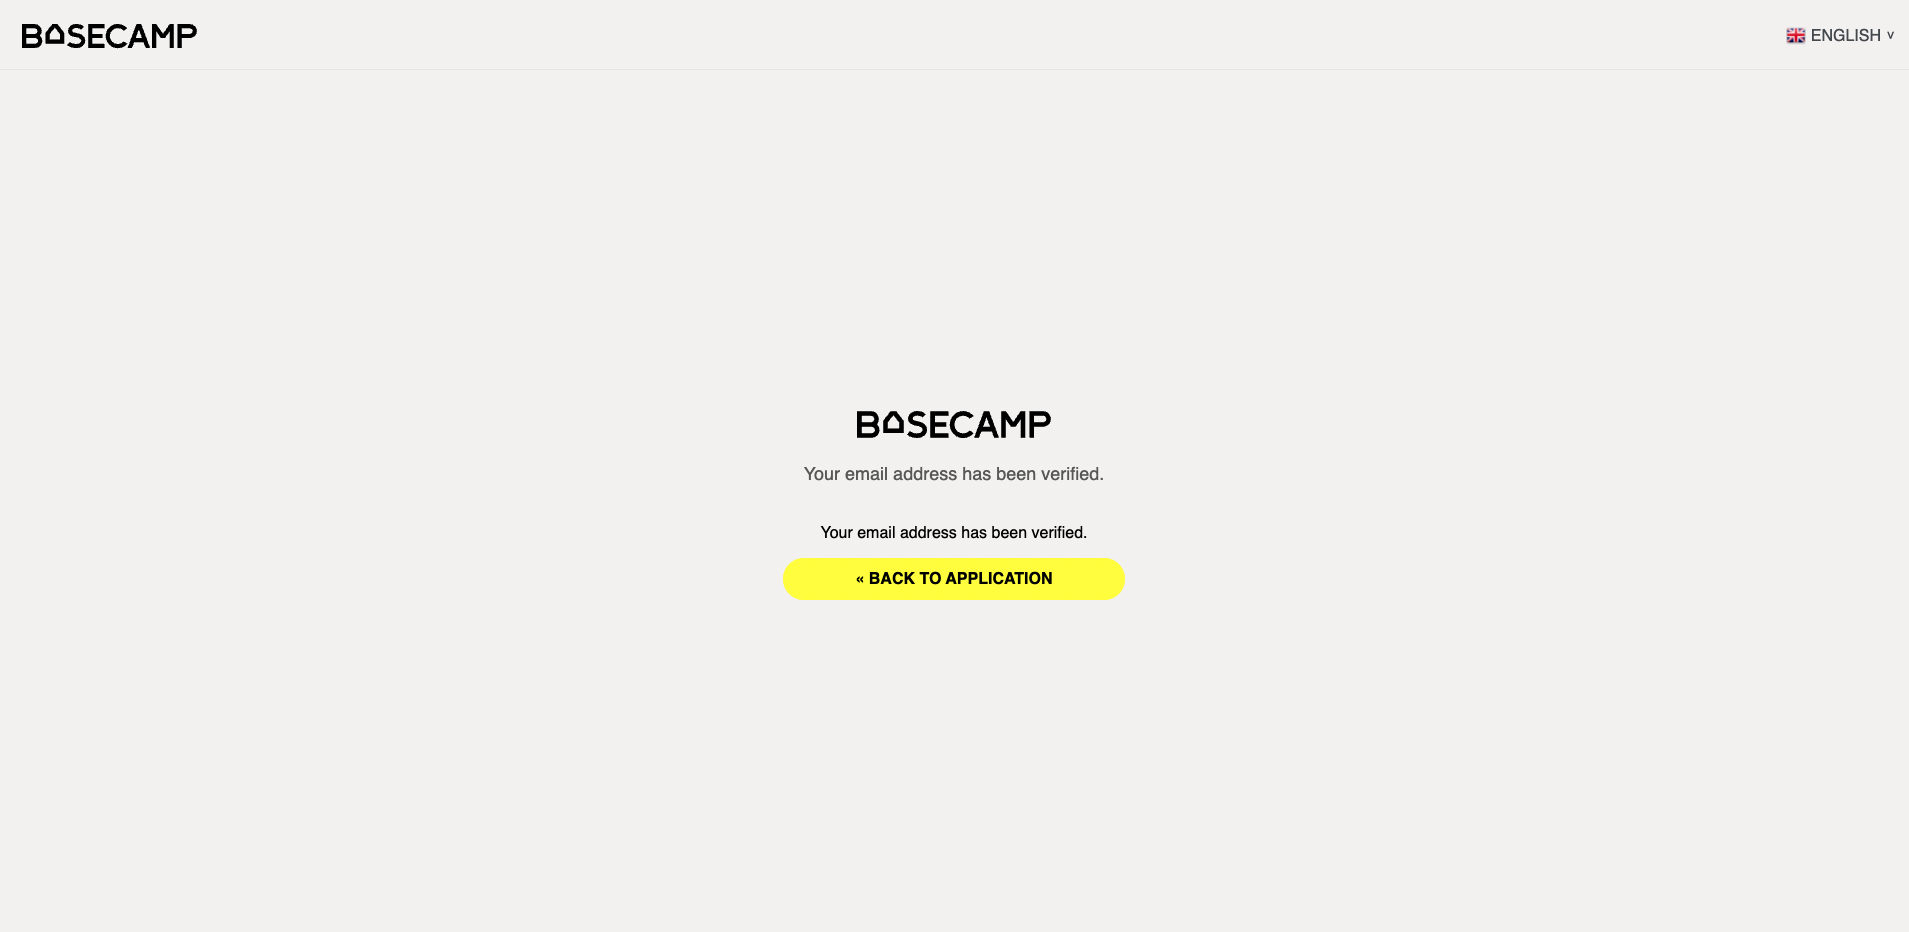 BASECAMP
ENGLISH v
BASECAMP
Your email address has been verified.
Your email address has been verified.
« BACK TO APPLICATION